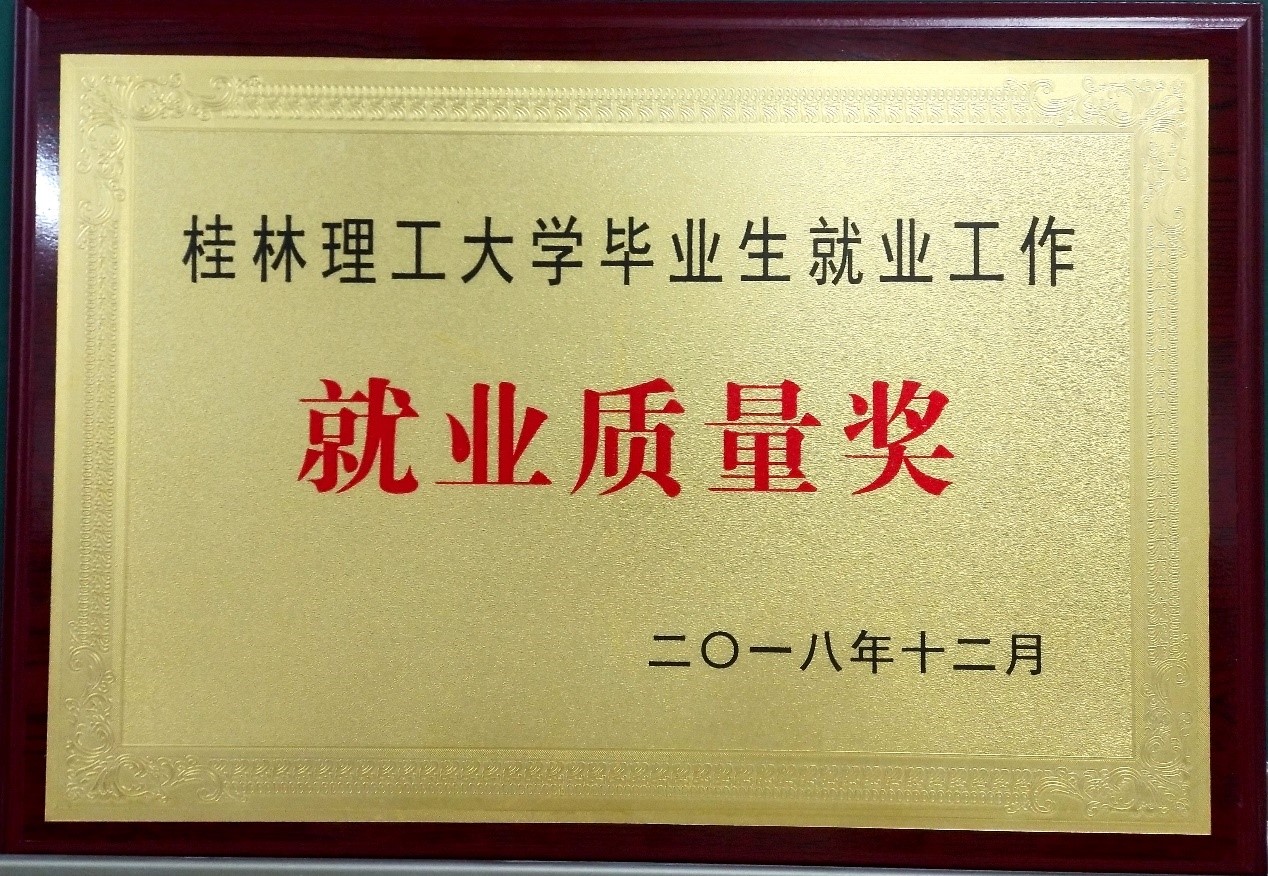 桂林理工大学毕业生就业工作
就业质量奖
二〇一八年十二月